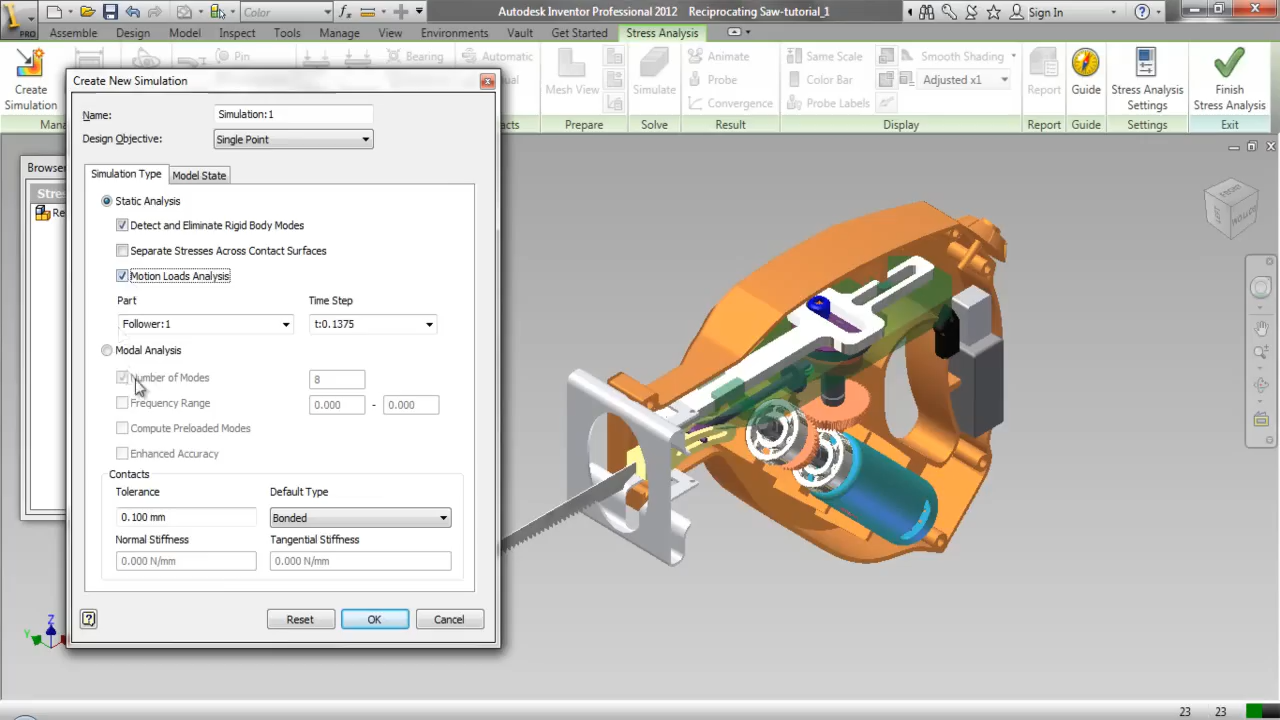 PRO
Color
Autodesk Inventor Professional 2012 Reciprocating Saw-tutorial_1
Sign In
Assemble Design Model Inspect Tools Manage View Environments Vault Get Started Stress Analysis
Create
Simulation
Pin
Bearing
Automatic
Mesh View
Simulate
Animate
Probe
Convergence
Same Scale
Color Bar
Probe Labels
Smooth Shading
Adjusted x1
Report
Guide
Stress Analysis
Settings
Finish
Stress Analysis
Prepare Solve Result Display Report Guide Settings Exit
Create New Simulation
Name: Simulation:1
Design Objective: Single Point
Simulation Type Model State
Static Analysis
Detect and Eliminate Rigid Body Modes
Separate Stresses Across Contact Surfaces
Motion Loads Analysis
Part Time Step
Follower:1 t:0.1375
Modal Analysis
Number of Modes 8
Frequency Range 0.000 - 0.000
Compute Preloaded Modes
Enhanced Accuracy
Contacts
Tolerance Default Type
0.100 mm Bonded
Normal Stiffness Tangential Stiffness
0.000 N/mm 0.000 N/mm
Reset OK Cancel
Browser
Stres
Re
FRONT
Z
Y
23 23